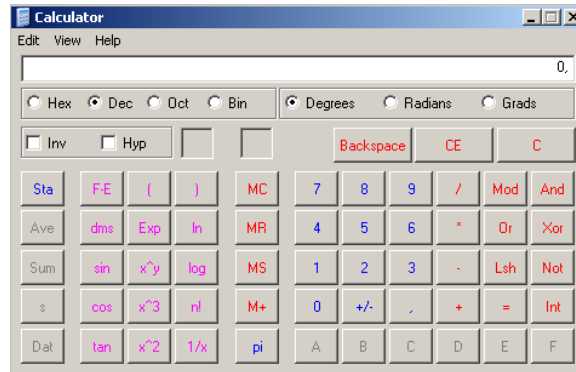 Calculator
Edit View Help
0,
Hex Dec Oct Bin Degrees Radians Grads
Inv Hyp Backspace CE C
Sta F-E ( ) MC 7 8 9 / Mod And
Ave dms Exp ln MR 4 5 6 * Or Xor
Sum sin x^y log MS 1 2 3 - Lsh Not
s cos x^3 n! M+ 0 +/- , + = Int
Dat tan x^2 1/x pi A B C D E F